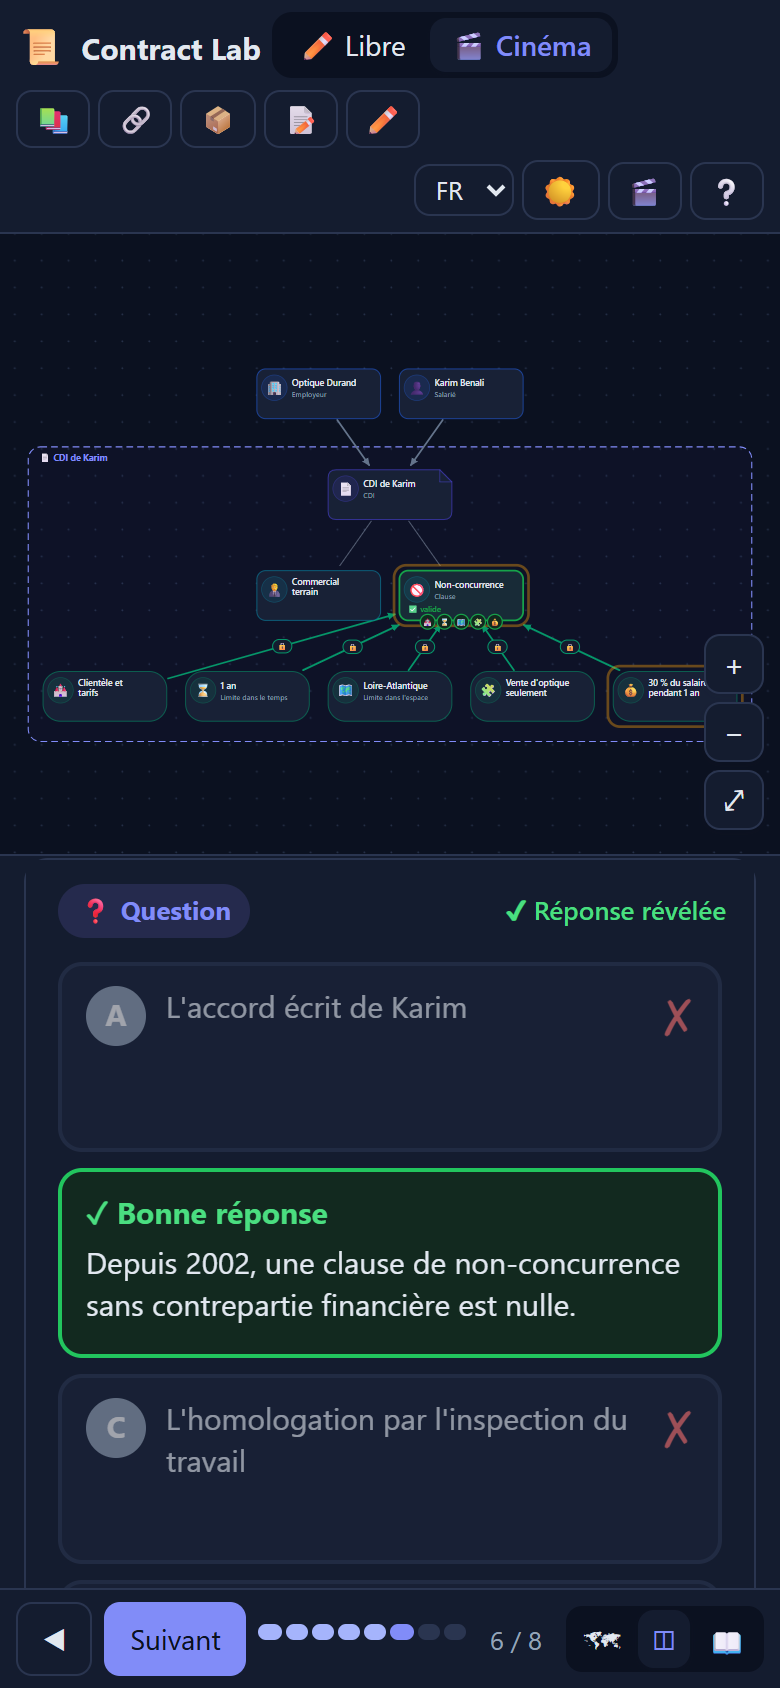 Contract Lab
Libre
Cinéma
FR
Optique Durand
Employeur
Karim Benali
Salarié
CDI de Karim
CDI de Karim
CDI
Commercial
terrain
Non-concurrence
Clause
valide
Clientèle et
tarifs
1 an
Limite dans le temps
Loire-Atlantique
Limite dans l'espace
Vente d'optique
seulement
30 % du salaire
pendant 1 an
+
−
Question
✓ Réponse révélée
A
L'accord écrit de Karim
✗
✓ Bonne réponse
Depuis 2002, une clause de non-concurrence
sans contrepartie financière est nulle.
C
L'homologation par l'inspection du
travail
✗
Suivant
6 / 8